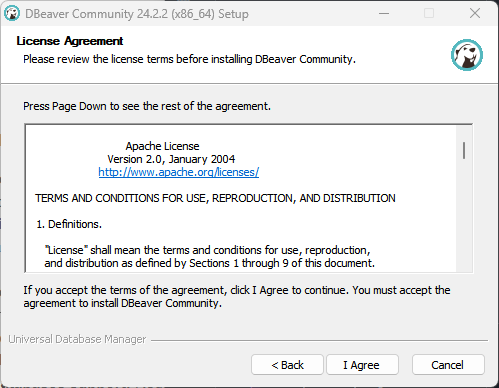 DBeaver Community 24.2.2 (x86_64) Setup
License Agreement
Please review the license terms before installing DBeaver Community.
Press Page Down to see the rest of the agreement.
Apache License
Version 2.0, January 2004
http://www.apache.org/licenses/
TERMS AND CONDITIONS FOR USE, REPRODUCTION, AND DISTRIBUTION
1. Definitions.
"License" shall mean the terms and conditions for use, reproduction,
and distribution as defined by Sections 1 through 9 of this document.
If you accept the terms of the agreement, click I Agree to continue. You must accept the
agreement to install DBeaver Community.
Universal Database Manager
< Back
I Agree
Cancel